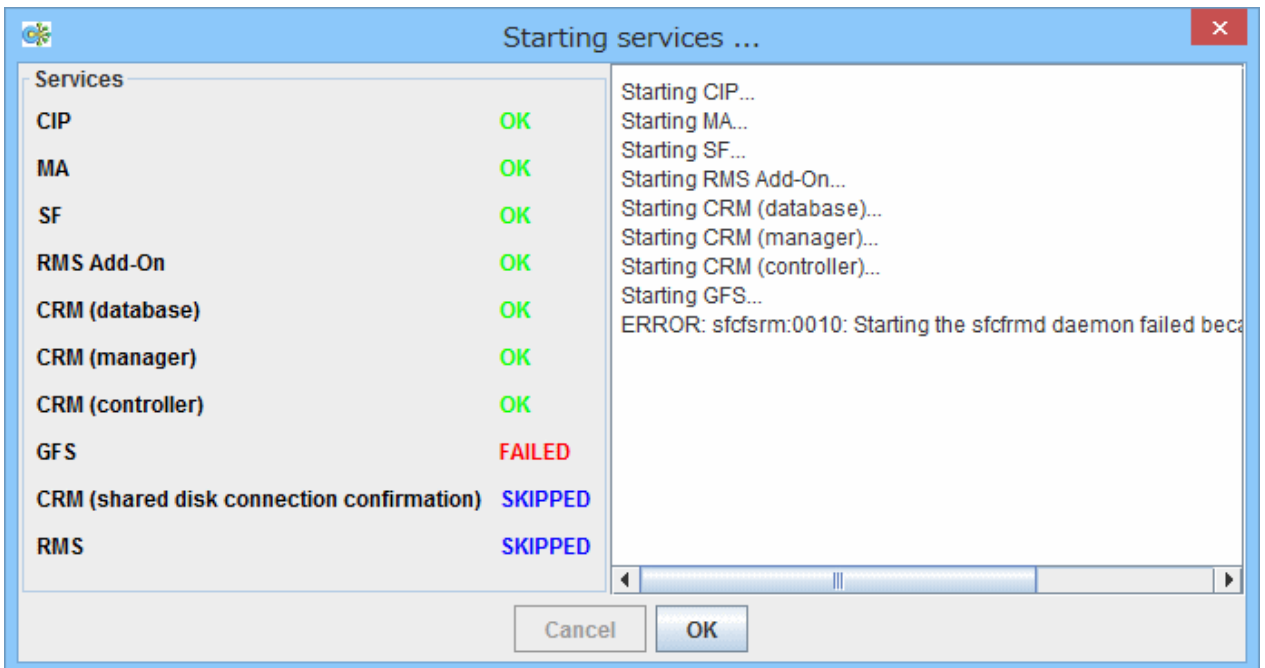 Starting services ...
Services
CIP OK
MA OK
SF OK
RMS Add-On OK
CRM (database) OK
CRM (manager) OK
CRM (controller) OK
GFS FAILED
CRM (shared disk connection confirmation) SKIPPED
RMS SKIPPED
Starting CIP...
Starting MA...
Starting SF...
Starting RMS Add-On...
Starting CRM (database)...
Starting CRM (manager)...
Starting CRM (controller)...
Starting GFS...
ERROR: sfcfsrm:0010: Starting the sfcfrmd daemon failed beca
Cancel OK